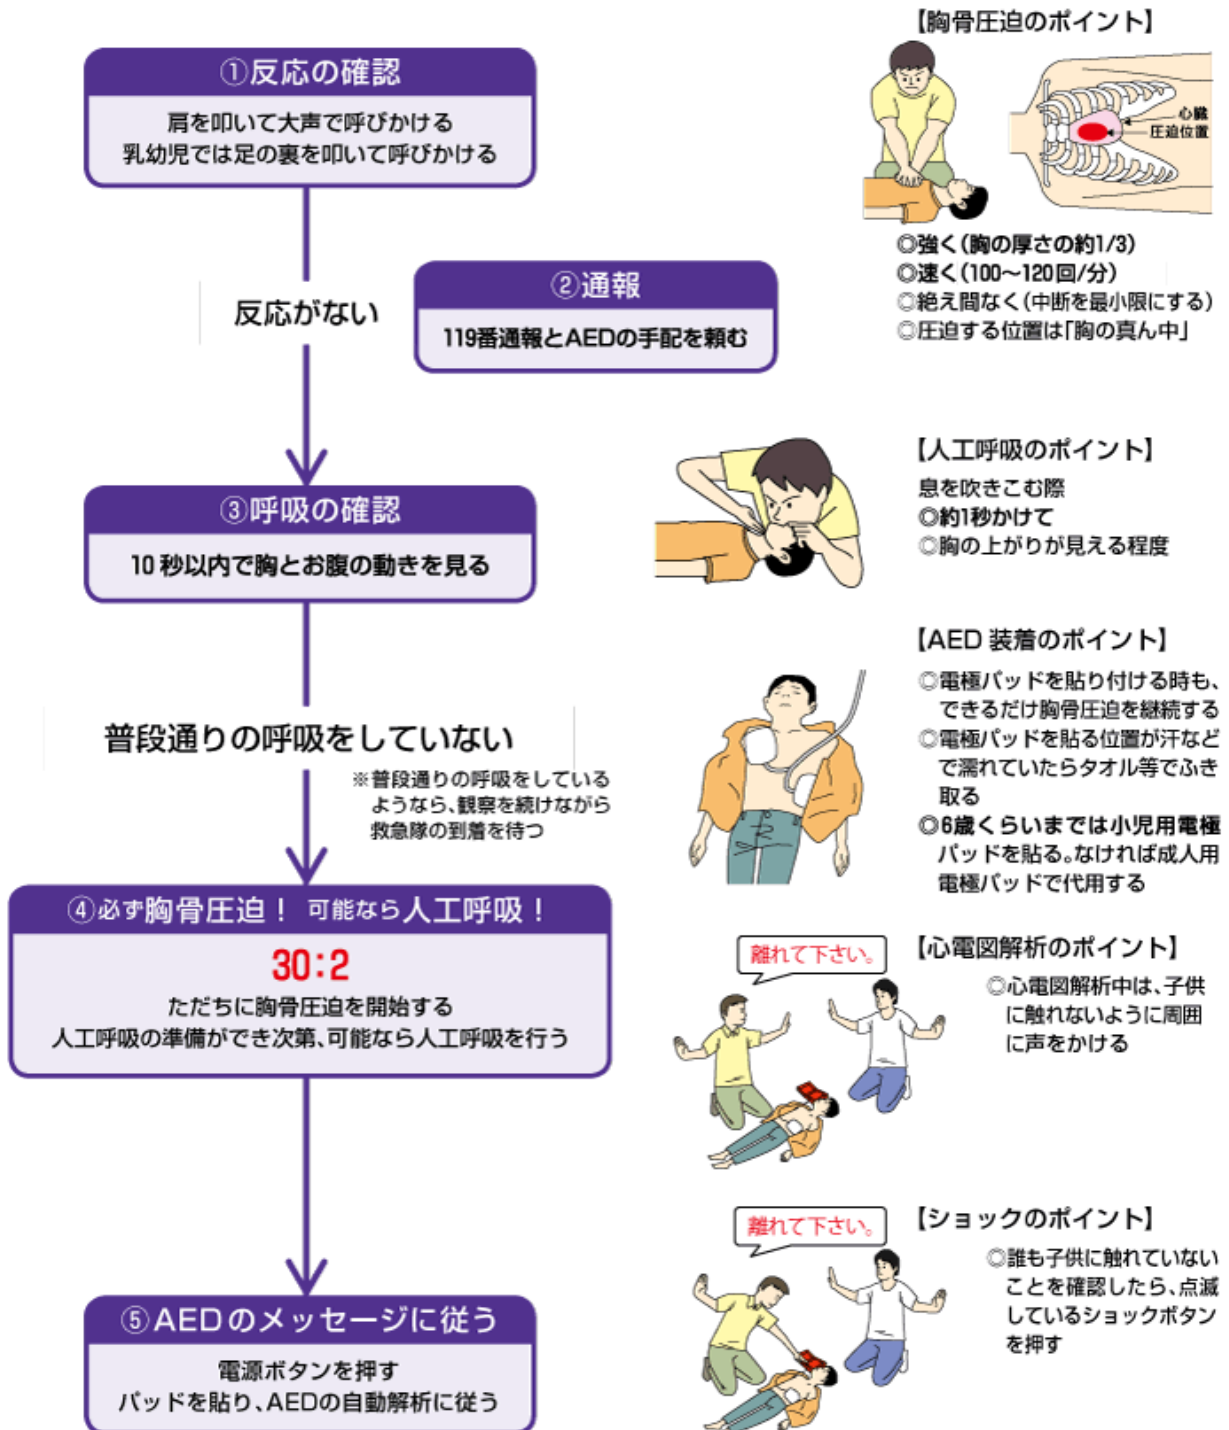 ①反応の確認
肩を叩いて大声で呼びかける
乳幼児では足の裏を叩いて呼びかける
反応がない
②通報
119番通報とAEDの手配を頼む
③呼吸の確認
10秒以内で胸とお腹の動きを見る
普段通りの呼吸をしていない
※普段通りの呼吸をしている
ようなら、観察を続けながら
救急隊の到着を待つ
④必ず胸骨圧迫！ 可能なら人工呼吸！
30：2
ただちに胸骨圧迫を開始する
人工呼吸の準備ができ次第、可能なら人工呼吸を行う
⑤AEDのメッセージに従う
電源ボタンを押す
パッドを貼り、AEDの自動解析に従う
【胸骨圧迫のポイント】
心臓
圧迫位置
◎強く（胸の厚さの約1/3）
◎速く（100〜120回/分）
◎絶え間なく（中断を最小限にする）
◎圧迫する位置は「胸の真ん中」
【人工呼吸のポイント】
息を吹きこむ際
◎約1秒かけて
◎胸の上がりが見える程度
【AED 装着のポイント】
◎電極パッドを貼り付ける時も、
できるだけ胸骨圧迫を継続する
◎電極パッドを貼る位置が汗など
で濡れていたらタオル等でふき
取る
◎6歳くらいまでは小児用電極
パッドを貼る。なければ成人用
電極パッドで代用する
【心電図解析のポイント】
離れて下さい。
◎心電図解析中は、子供
に触れないように周囲
に声をかける
【ショックのポイント】
離れて下さい。
◎誰も子供に触れていない
ことを確認したら、点滅
しているショックボタン
を押す